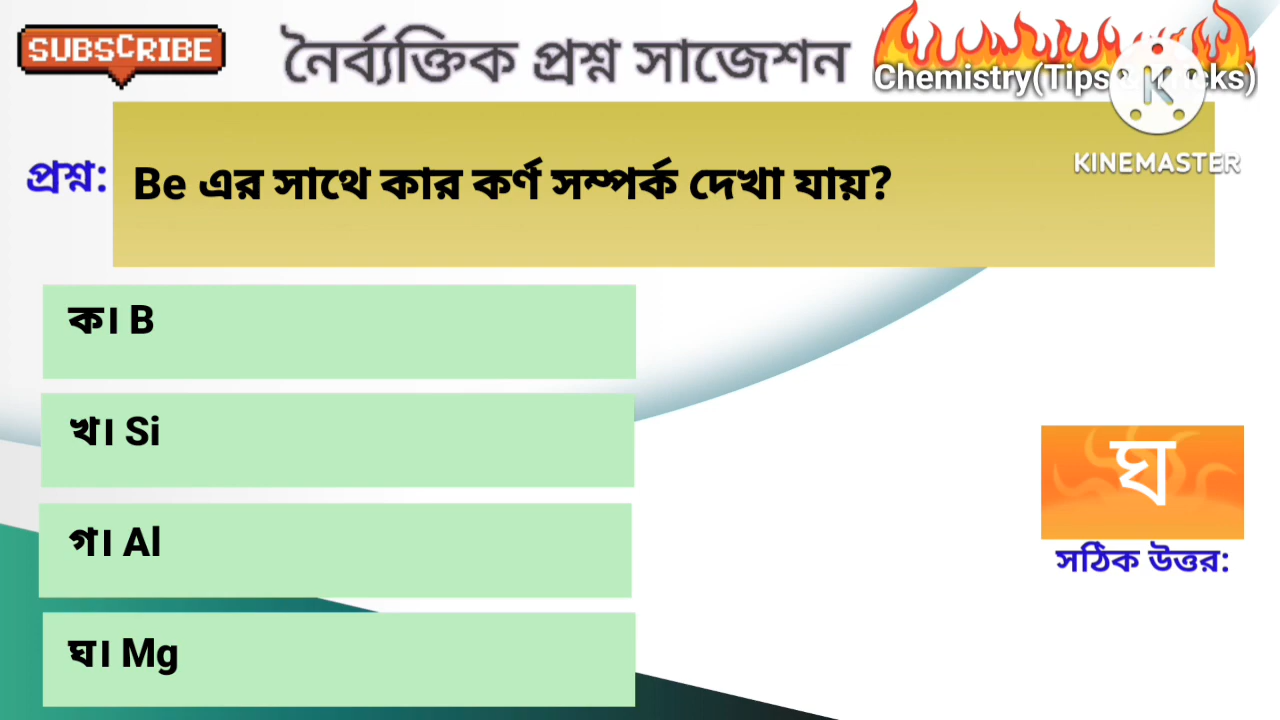 SUBSCRIBE
নৈর্ব্যক্তিক প্রশ্ন সাজেশন
Chemistry(Tips
cks)
KINEMASTER
প্রশ্ন:
Be এর সাথে কার কর্ণ সম্পর্ক দেখা যায়?
ক। B
খ। Si
গ। Al
ঘ। Mg
ঘ
সঠিক উত্তর: